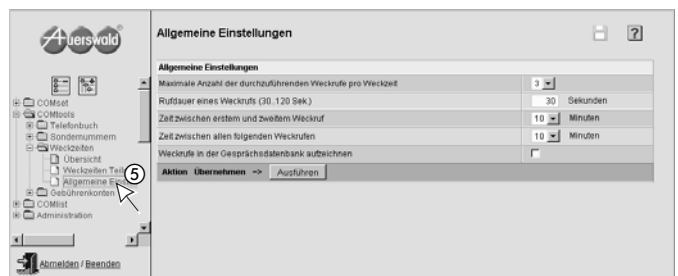 Auerswald
COMset
COMtools
Telefonbuch
Sondernummern
Weckzeiten
Übersicht
Weckzeiten Teil
Allgemeine Eins
5
Gebührenkonten
COMlist
Administration
Abmelden / Beenden
Allgemeine Einstellungen
?
Allgemeine Einstellungen
Maximale Anzahl der durchzuführenden Weckrufe pro Weckzeit 3
Rufdauer eines Weckrufs (30..120 Sek.) 30 Sekunden
Zeit zwischen erstem und zweitem Weckruf 10 Minuten
Zeit zwischen allen folgenden Weckrufen 10 Minuten
Weckrufe in der Gesprächsdatenbank aufzeichnen
Aktion Übernehmen => Ausführen